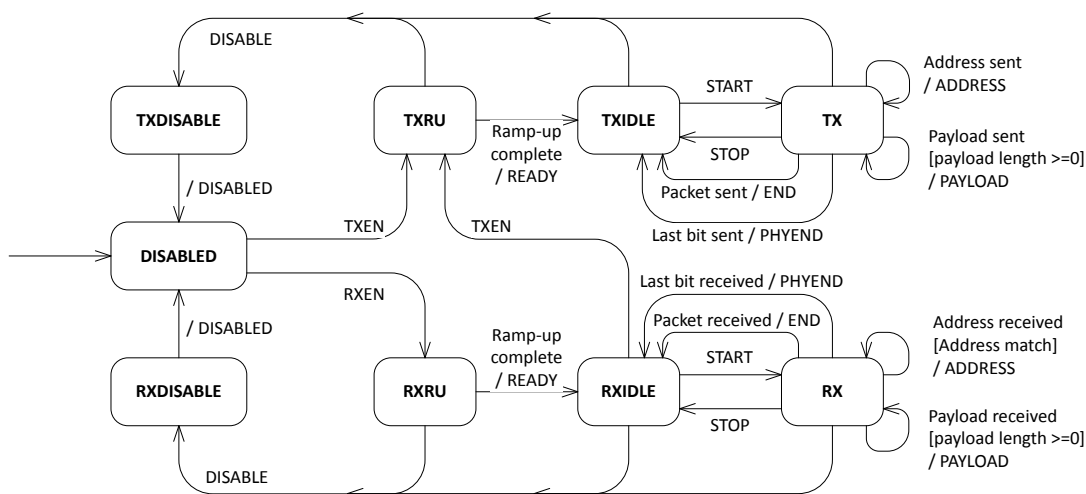 DISABLE
Address sent
/ ADDRESS
START
TXDISABLE
TXRU
TXIDLE
TX
Ramp-up
complete
/ READY
STOP
Payload sent
[payload length >=0]
/ PAYLOAD
/ DISABLED
Packet sent / END
TXEN
TXEN
Last bit sent / PHYEND
DISABLED
Last bit received / PHYEND
RXEN
Packet received / END
/ DISABLED
Ramp-up
complete
/ READY
Address received
[Address match]
/ ADDRESS
START
RXDISABLE
RXRU
RXIDLE
RX
STOP
Payload received
[payload length >=0]
/ PAYLOAD
DISABLE